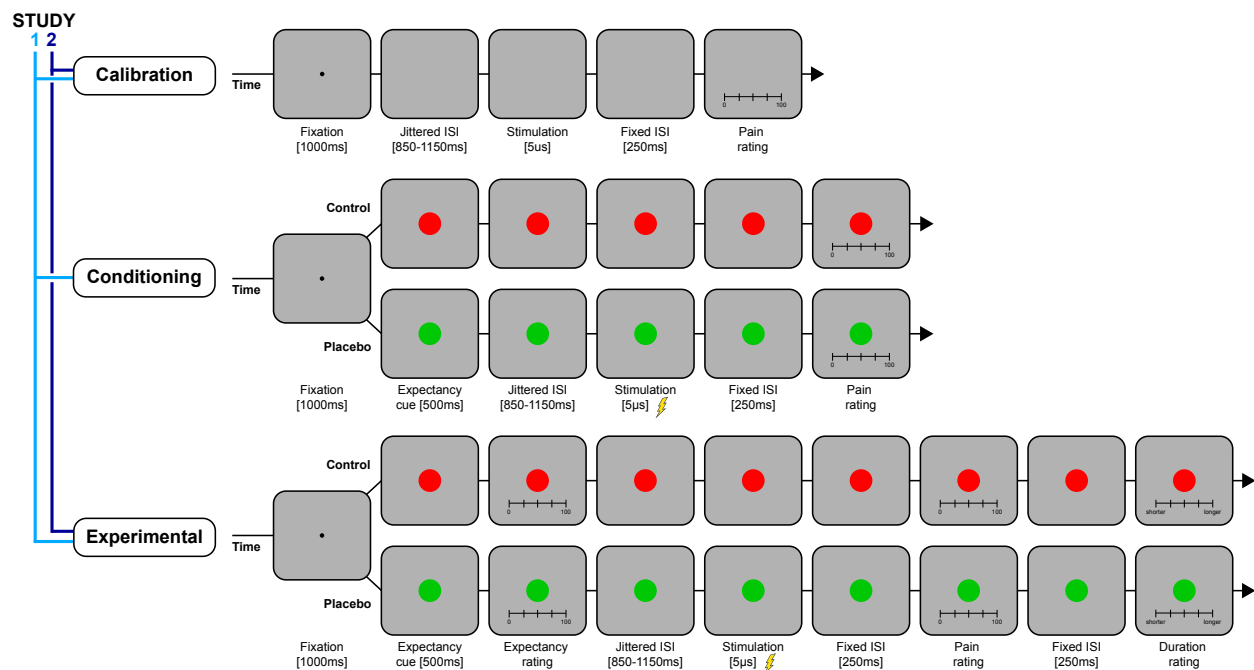 STUDY
1 2
Calibration
Time
0 100
Fixation
[1000ms]
Jittered ISI
[850-1150ms]
Stimulation
[5us]
Fixed ISI
[250ms]
Pain
rating
Control
0 100
Conditioning
Time
Placebo
0 100
Fixation
[1000ms]
Expectancy
cue [500ms]
Jittered ISI
[850-1150ms]
Stimulation
[5µs]
Fixed ISI
[250ms]
Pain
rating
Control
0 100
0 100
shorter longer
Experimental
Time
Placebo
0 100
0 100
shorter longer
Fixation
[1000ms]
Expectancy
cue [500ms]
Expectancy
rating
Jittered ISI
[850-1150ms]
Stimulation
[5µs]
Fixed ISI
[250ms]
Pain
rating
Fixed ISI
[250ms]
Duration
rating